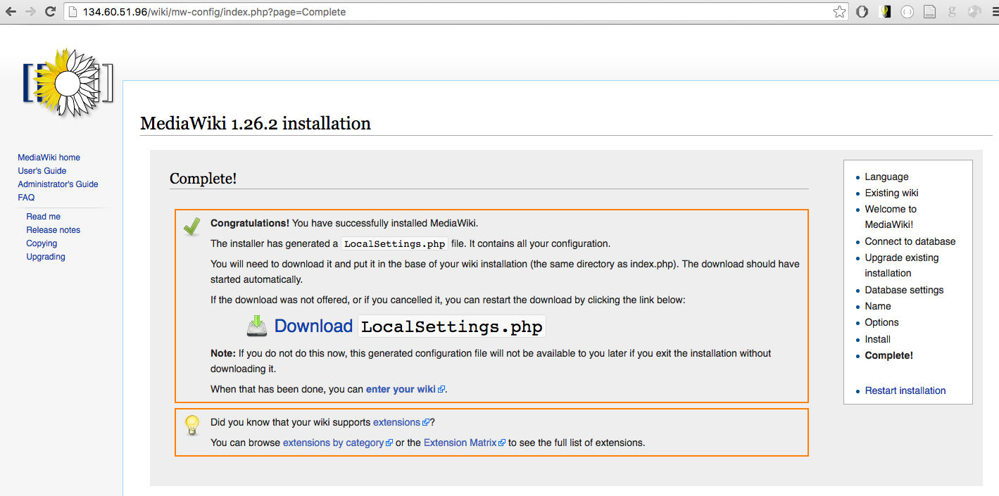 134.60.51.96/wiki/mw-config/index.php?page=Complete
MediaWiki home
User's Guide
Administrator's Guide
FAQ
Read me
Release notes
Copying
Upgrading
MediaWiki 1.26.2 installation
Complete!
Congratulations! You have successfully installed MediaWiki.
The installer has generated a LocalSettings.php file. It contains all your configuration.
You will need to download it and put it in the base of your wiki installation (the same directory as index.php). The download should have
started automatically.
If the download was not offered, or if you cancelled it, you can restart the download by clicking the link below:
Download LocalSettings.php
Note: If you do not do this now, this generated configuration file will not be available to you later if you exit the installation without
downloading it.
When that has been done, you can enter your wiki.
Did you know that your wiki supports extensions?
You can browse extensions by category or the Extension Matrix to see the full list of extensions.
Language
Existing wiki
Welcome to
MediaWiki!
Connect to database
Upgrade existing
installation
Database settings
Name
Options
Install
Complete!
Restart installation